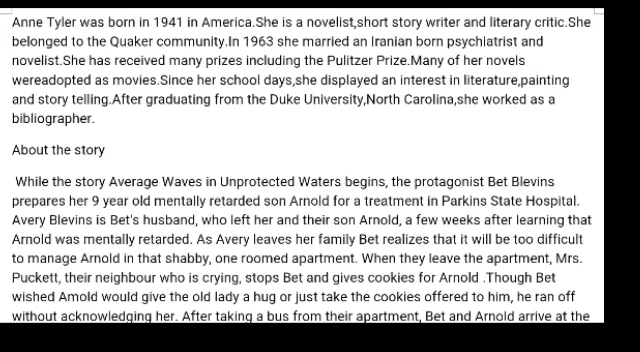 Anne Tyler was born in 1941 in America.She is a novelist,short story writer and literary critic.She
belonged to the Quaker community.In 1963 she married an Iranian born psychiatrist and
novelist.She has received many prizes including the Pulitzer Prize.Many of her novels
wereadopted as movies.Since her school days,she displayed an interest in literature,painting
and story telling.After graduating from the Duke University,North Carolina,she worked as a
bibliographer.
About the story
While the story Average Waves in Unprotected Waters begins, the protagonist Bet Blevins
prepares her 9 year old mentally retarded son Arnold for a treatment in Parkins State Hospital.
Avery Blevins is Bet's husband, who left her and their son Arnold, a few weeks after learning that
Arnold was mentally retarded. As Avery leaves her family Bet realizes that it will be too difficult
to manage Arnold in that shabby, one roomed apartment. When they leave the apartment, Mrs.
Puckett, their neighbour who is crying, stops Bet and gives cookies for Arnold .Though Bet
wished Amold would give the old lady a hug or just take the cookies offered to him, he ran off
without acknowledging her. After taking a bus from their apartment, Bet and Arnold arrive at the